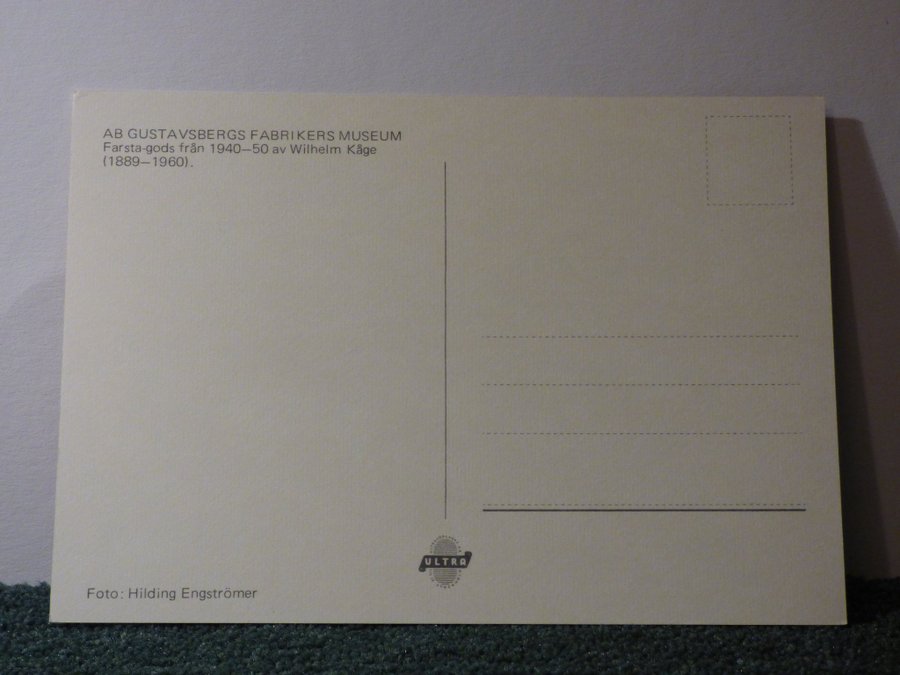 AB GUSTAVSBERGS FABRIKERS MUSEUM
Farsta-gods från 1940—50 av Wilhelm Kåge
(1889—1960).
ULTRA
Foto: Hilding Engströmer